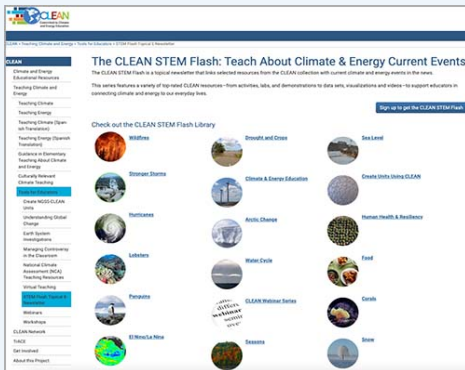 CLEAN
CLEAN > Teaching Climate and Energy > Tools for Educators > STEM Flash Topical E-Newsletter
CLEAN
Climate and Energy
Educational Resources
Teaching Climate and
Energy
Teaching Climate
Teaching Energy
Teaching Climate (Span
ish Translation)
Teaching Energy (Spanish
Translation)
Guidance in Elementary
Teaching About Climate
and Energy
Culturally Relevant
Climate Teaching
Tools for Educators
Create NGSS CLEAN
Units
Understanding Global
Change
Earth System
Investigations
Managing Controversy
in the Classroom
National Climate
Assessment (NCA)
Teaching Resources
Virtual Teaching
STEM Flash Topical E-
Newsletter
Webinars
Workshops
CLEAN Network
TrACE
Get Involved
About this Project
The CLEAN STEM Flash: Teach About Climate & Energy Current Events
The CLEAN STEM Flash is a topical newsletter that links selected resources from the CLEAN collection with current climate and energy events in the news.
This series features a variety of top-rated CLEAN resources—from activities, labs, and demonstrations to data sets, visualizations and videos—to support educators in
connecting climate and energy to our everyday lives.
Sign up to get the CLEAN STEM Flash
Check out the CLEAN STEM Flash Library
Wildfires
Drought and Crops
Sea Level
Stronger Storms
Climate & Energy Education
Create Units Using CLEAN
Hurricanes
Arctic Change
Human Health & Resiliency
Lobsters
Water Cycle
Food
Penguins
CLEAN Webinar Series
Corals
webinar
El Nino/La Nina
Seasons
Snow